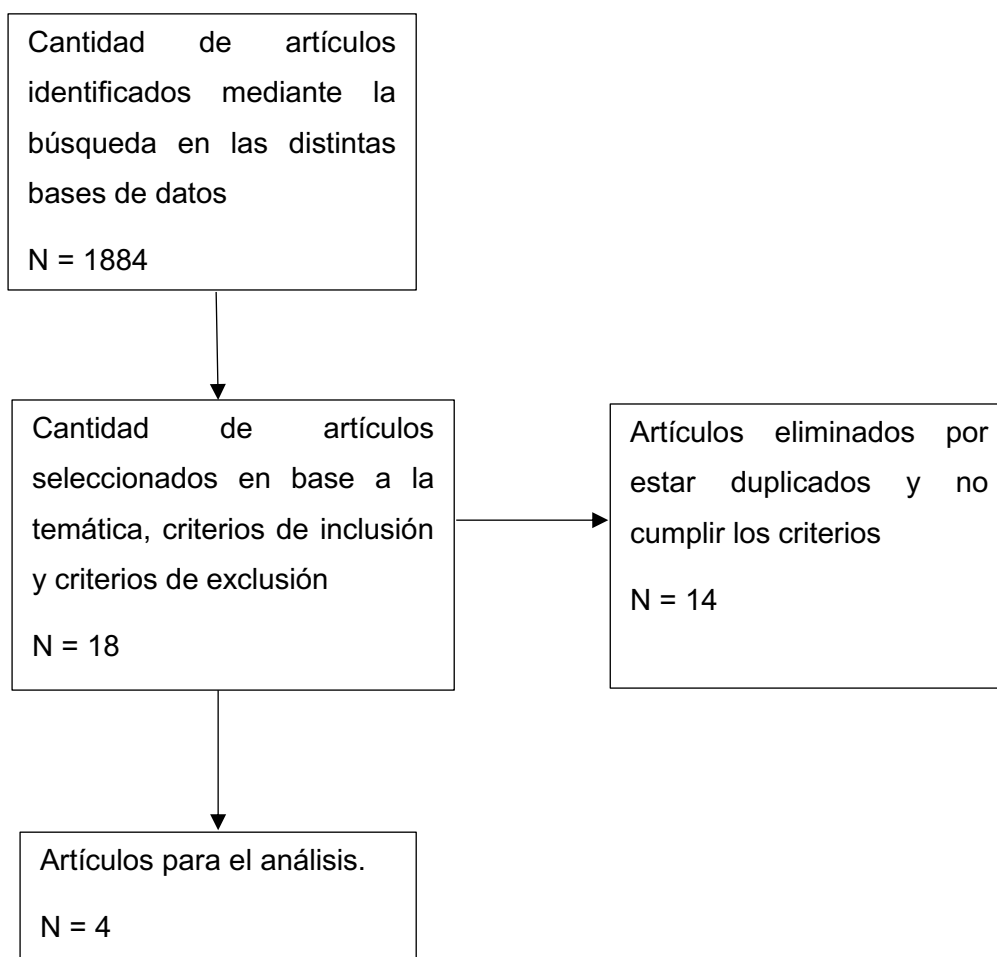 Cantidad de artículos
identificados mediante la
búsqueda en las distintas
bases de datos
N = 1884
Cantidad de artículos
seleccionados en base a la
temática, criterios de inclusión
y criterios de exclusión
N = 18
Artículos eliminados por
estar duplicados y no
cumplir los criterios
N = 14
Artículos para el análisis.
N = 4